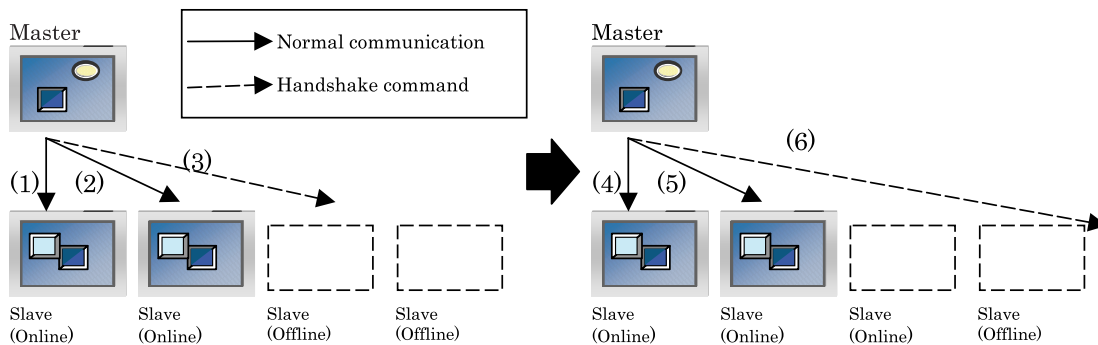 Master
Normal communication
Handshake command
(1)
(2)
(3)
Slave
(Online)
Slave
(Online)
Slave
(Offline)
Slave
(Offline)
Master
(4)
(5)
(6)
Slave
(Online)
Slave
(Online)
Slave
(Online)
Slave
(Offline)